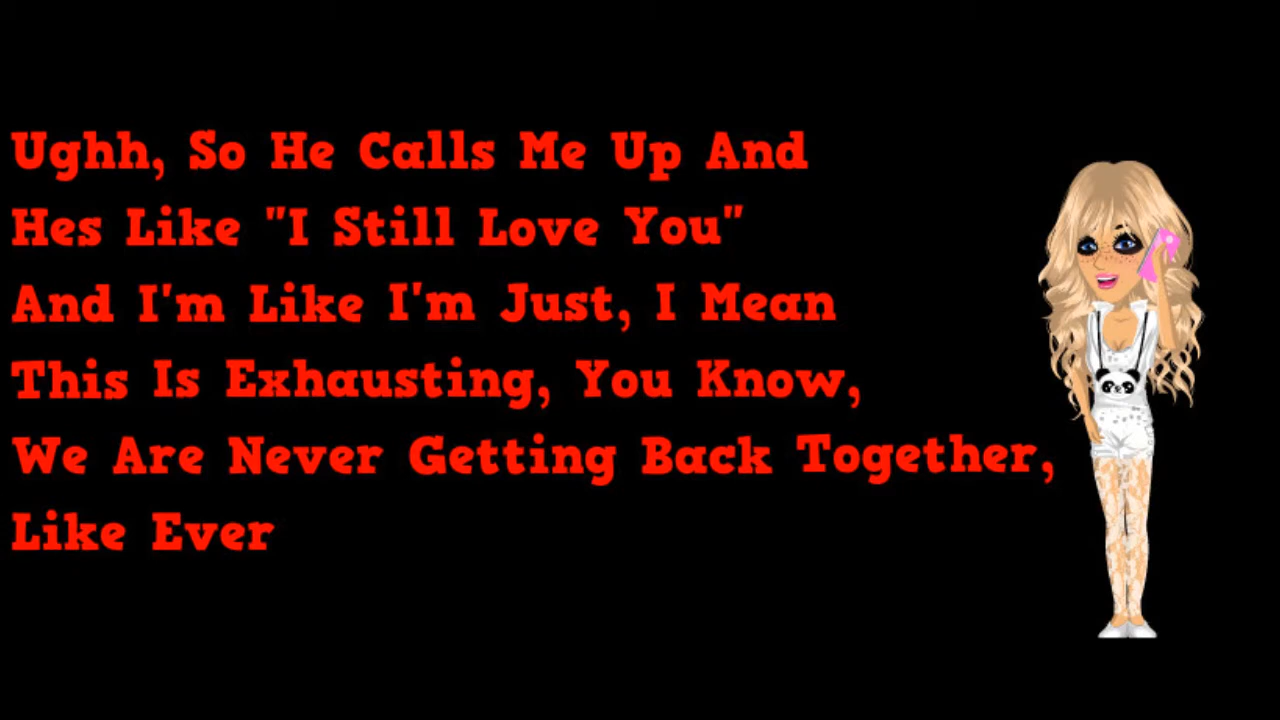 Ughh, So He Calls Me Up And
Hes Like "I Still Love You"
And I'm Like I'm Just, I Mean
This Is Exhausting, You Know,
We Are Never Getting Back Together,
Like Ever